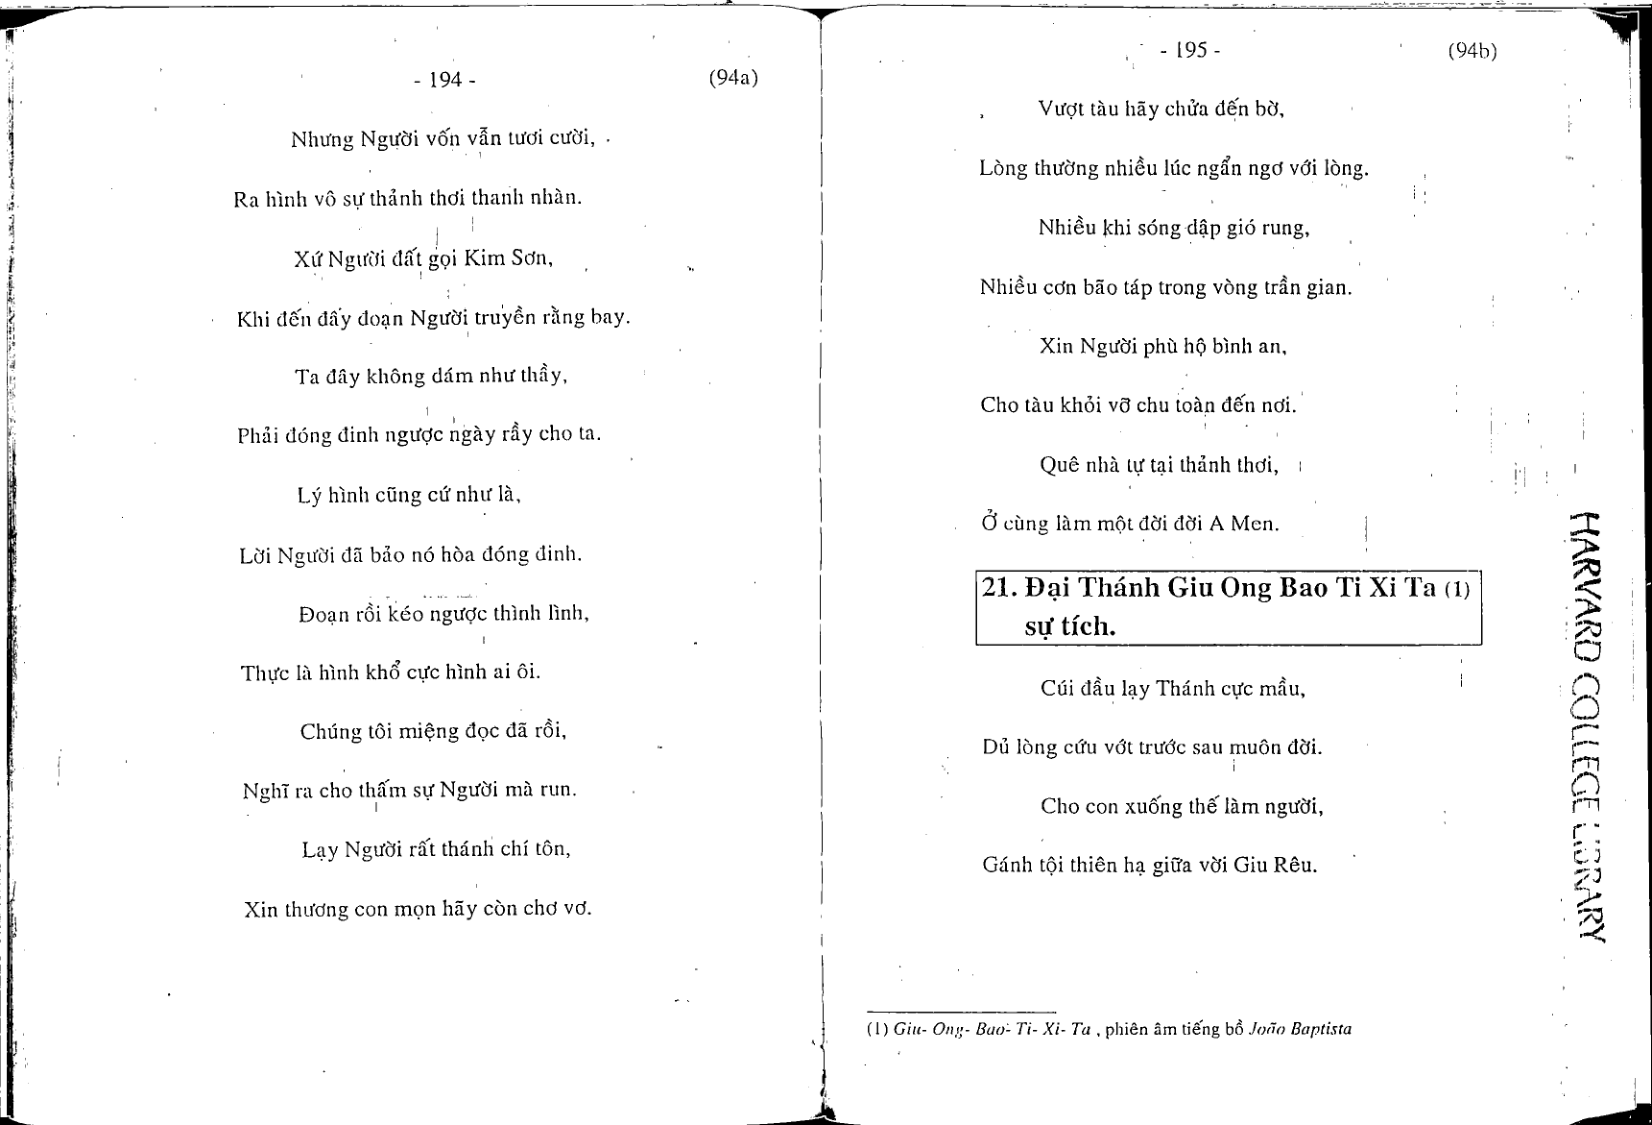 - 194 -
(94a)
Nhưng Người vốn vẫn tươi cười,
Ra hình vô sự thảnh thơi thanh nhàn.
Xứ Người đất gọi Kim Sơn,
Khi đến đấy đoạn Người truyền rằng bay.
Ta đây không dám như thầy,
Phải đóng đinh ngược ngày rầy cho ta.
Lý hình cũng cứ như là,
Lời Người đã bảo nó hòa đóng đinh.
Đoạn rồi kéo ngược thình lình,
Thực là hình khổ cực hình ai ôi.
Chúng tôi miệng đọc đã rồi,
Nghĩ ra cho thấm sự Người mà run.
Lạy Người rất thánh chí tôn,
Xin thương con mọn hãy còn chơ vơ.
- 195 -
(94b)
Vượt tàu hãy chửa đến bờ,
Lòng thường nhiều lúc ngẩn ngơ với lòng.
Nhiều khi sóng dập gió rung,
Nhiều cơn bão táp trong vòng trần gian.
Xin Người phù hộ bình an,
Cho tàu khỏi vỡ chu toàn đến nơi.
Quê nhà tự tại thảnh thơi,
Ở cùng làm một đời đời A Men.
21. Đại Thánh Giu Ong Bao Ti Xi Ta (1)
sự tích.
Cúi đầu lạy Thánh cực mầu,
Dủ lòng cứu vớt trước sau muôn đời.
Cho con xuống thế làm người,
Gánh tội thiên hạ giữa vời Giu Rêu.
(1) Giu- Ong- Bao- Ti- Xi- Ta , phiên âm tiếng bồ João Baptista
HARVARD COLLEGE LIBRARY